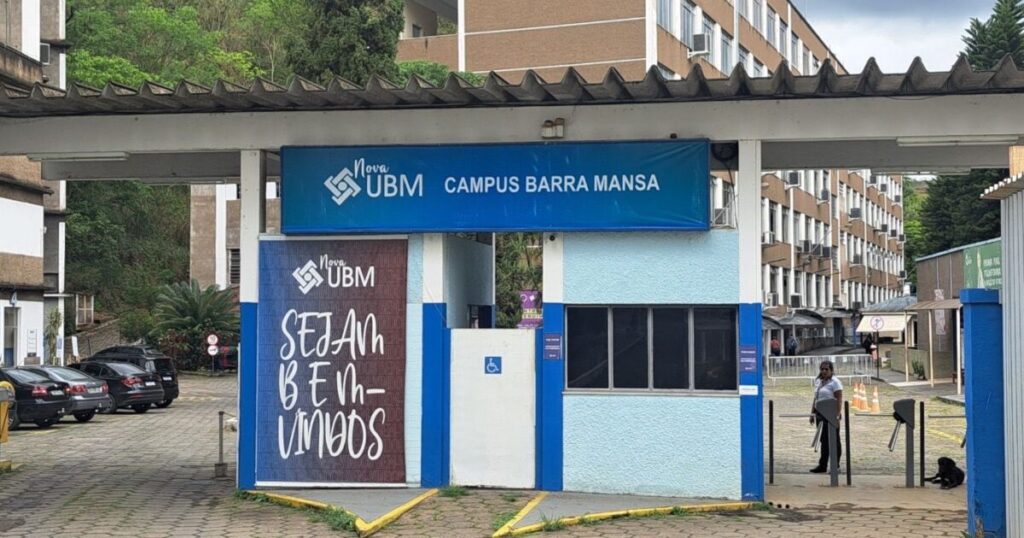 Nova
UBM
CAMPUS BARRA MANSA
Nova
UBM
SEJAM
BEM-
VINDOS